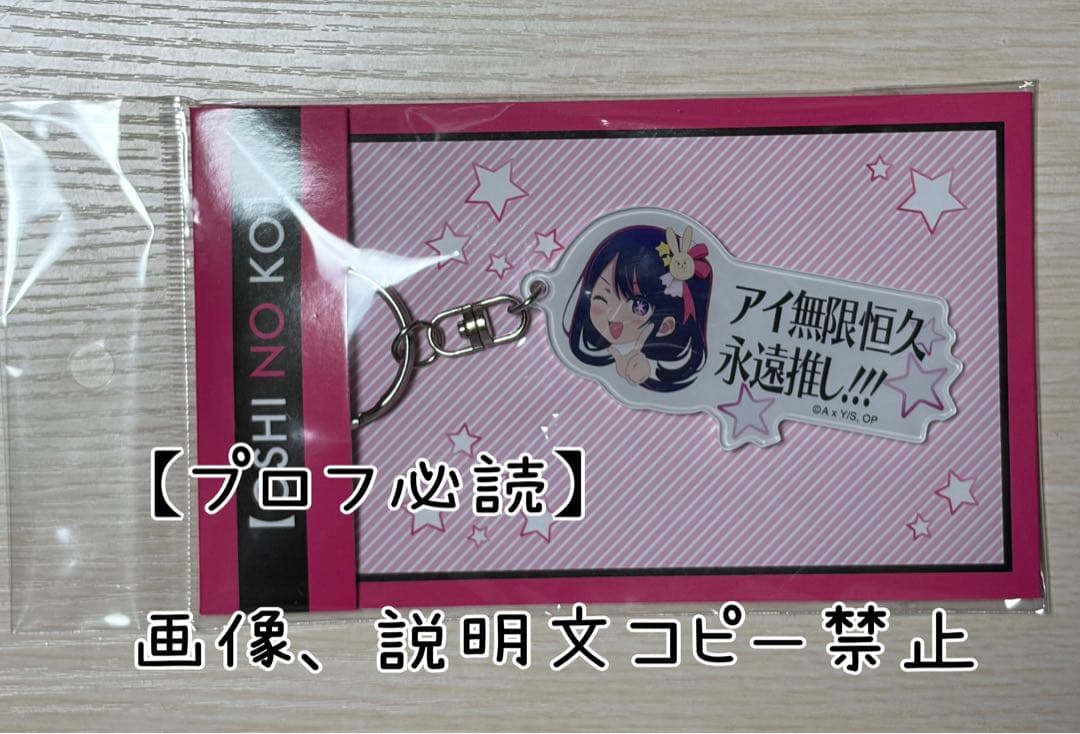 【OSHI NO KO
アイ無限恒久
永遠推し!!!
©A x Y/S, OP
【プロフ必読】
画像、説明文コピー禁止